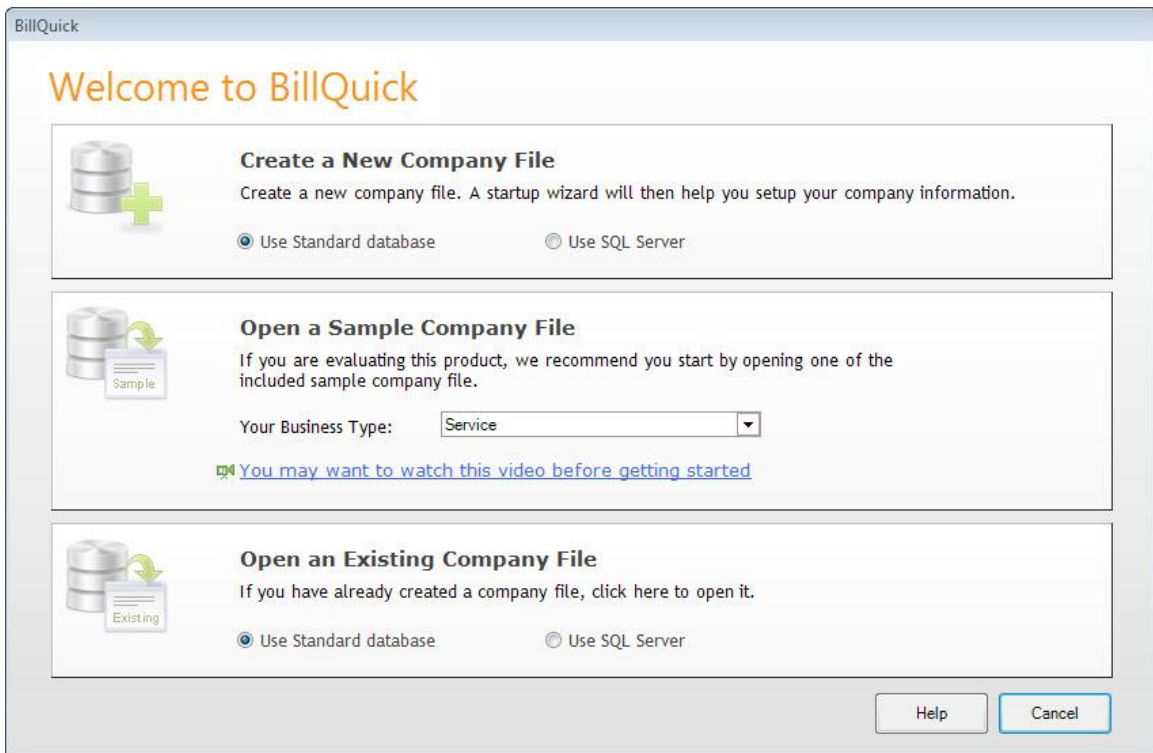 BillQuick
Welcome to BillQuick
Create a New Company File
Create a new company file. A startup wizard will then help you setup your company information.
Use Standard database Use SQL Server
Open a Sample Company File
If you are evaluating this product, we recommend you start by opening one of the
included sample company file.
Sample
Your Business Type: Service
You may want to watch this video before getting started
Open an Existing Company File
If you have already created a company file, click here to open it.
Existing
Use Standard database Use SQL Server
Help Cancel